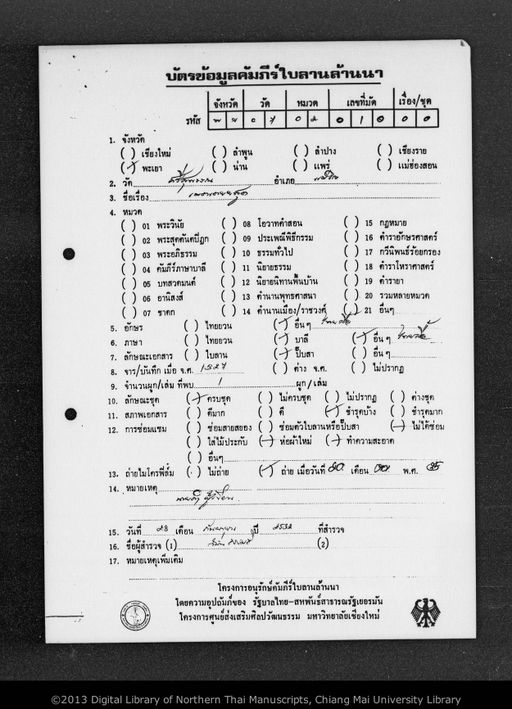 บัตรข้อมูลคัมภีร์ใบลานล้านนา
จังหวัด วัด หมวด เลขที่มัด เรื่อง/ชุด
รหัส พ ย 0 7 0 2 0 1 0 0 0
1. จังหวัด
( ) เชียงใหม่ ( ) ลำพูน ( ) ลำปาง ( ) เชียงราย
(✓) พะเยา ( ) น่าน ( ) แพร่ ( ) แม่ฮ่องสอน
2. วัด อำเภอ
3. ชื่อเรื่อง
4. หมวด
( ) 01 พระวินัย ( ) 08 โอวาทคำสอน ( ) 15 กฎหมาย
( ) 02 พระสุตตันตปิฎก ( ) 09 ประเพณีพิธีกรรม ( ) 16 ตำรายักษรศาสตร์
( ) 03 พระอภิธรรม ( ) 10 ธรรมทั่วไป ( ) 17 กวีนิพนธ์ร้อยกรอง
( ) 04 คัมภีร์ภาษาบาลี ( ) 11 นิยายธรรม ( ) 18 ตำราโหราศาสตร์
( ) 05 บทสวดมนต์ ( ) 12 นิยายนิทานพื้นบ้าน ( ) 19 ตำรายา
( ) 06 อานิสงส์ ( ) 13 ตำนานพุทธศาสนา ( ) 20 รวมหลายหมวด
( ) 07 ชาดก ( ) 14 ตำนานเมือง/ราชวงศ์ ( ) 21 อื่นๆ
5. อักษร ( ) ไทยยวน (✓) อื่นๆ
6. ภาษา ( ) ไทยยวน (✓) บาลี (✓) อื่น ๆ
7. ลักษณะเอกสาร ( ) ใบลาน (✓) ปั๊บสา ( ) อื่น ๆ
8. จาร/บันทึก เมื่อ จ.ศ. ( ) ต่าง จ.ศ. ( ) ไม่ปรากฏ
9. จำนวนผูก/เล่ม ที่พบ 1 ผูก/เล่ม
10. ลักษณะชุด (✓) ครบชุด ( ) ไม่ครบชุด ( ) ไม่ปรากฏ ( ) ต่างชุด
11. สภาพเอกสาร ( ) ดีมาก ( ) ดี (✓) ชำรุดบ้าง ( ) ชำรุดมาก
12. การซ่อมแซม ( ) ซ่อมสายสยอง ( ) ซ่อมตัวใบลานหรือปั๊บสา (✓) ไม่ได้ซ่อม
( ) ใส่ไม้ประกับ (✓) ห่อผ้าใหม่ (✓) ทำความสะอาด
( ) อื่นๆ
13. ถ่ายไมโครฟีล์ม ( ) ไม่ถ่าย (✓) ถ่าย เมื่อวันที่ เดือน พ.ศ. 35
14. หมายเหตุ
15. วันที่ 28 เดือน กันยายน ปี 2532 ที่สำรวจ
16. ชื่อผู้สำรวจ (1) (2)
17. หมายเหตุเพิ่มเติม
โครงการอนุรักษ์คัมภีร์ใบลานล้านนา
โดยความอุปถัมภ์ของ รัฐบาลไทย-สหพันธ์สาธารณรัฐเยอรมัน
โครงการศูนย์ส่งเสริมศิลปวัฒนธรรม มหาวิทยาลัยเชียงใหม่
©2013 Digital Library of Northern Thai Manuscripts, Chiang Mai University Library